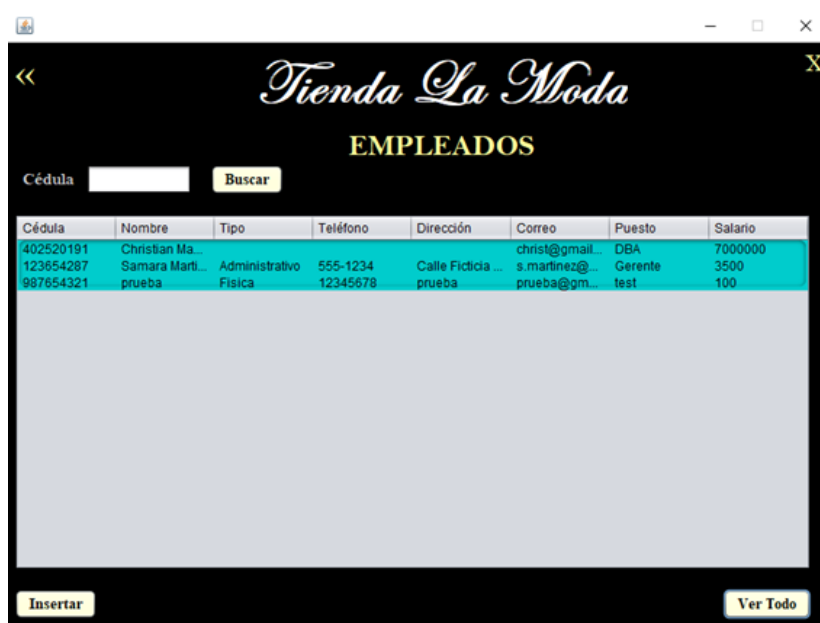 « Tienda La Moda X
EMPLEADOS
Cédula Buscar
Cédula Nombre Tipo Teléfono Dirección Correo Puesto Salario
402520191 Christian Ma... christ@gmail... DBA 7000000
123654287 Samara Marti... Administrativo 555-1234 Calle Ficticia ... s.martinez@... Gerente 3500
987654321 prueba Fisica 12345678 prueba prueba@gm... test 100
Insertar Ver Todo